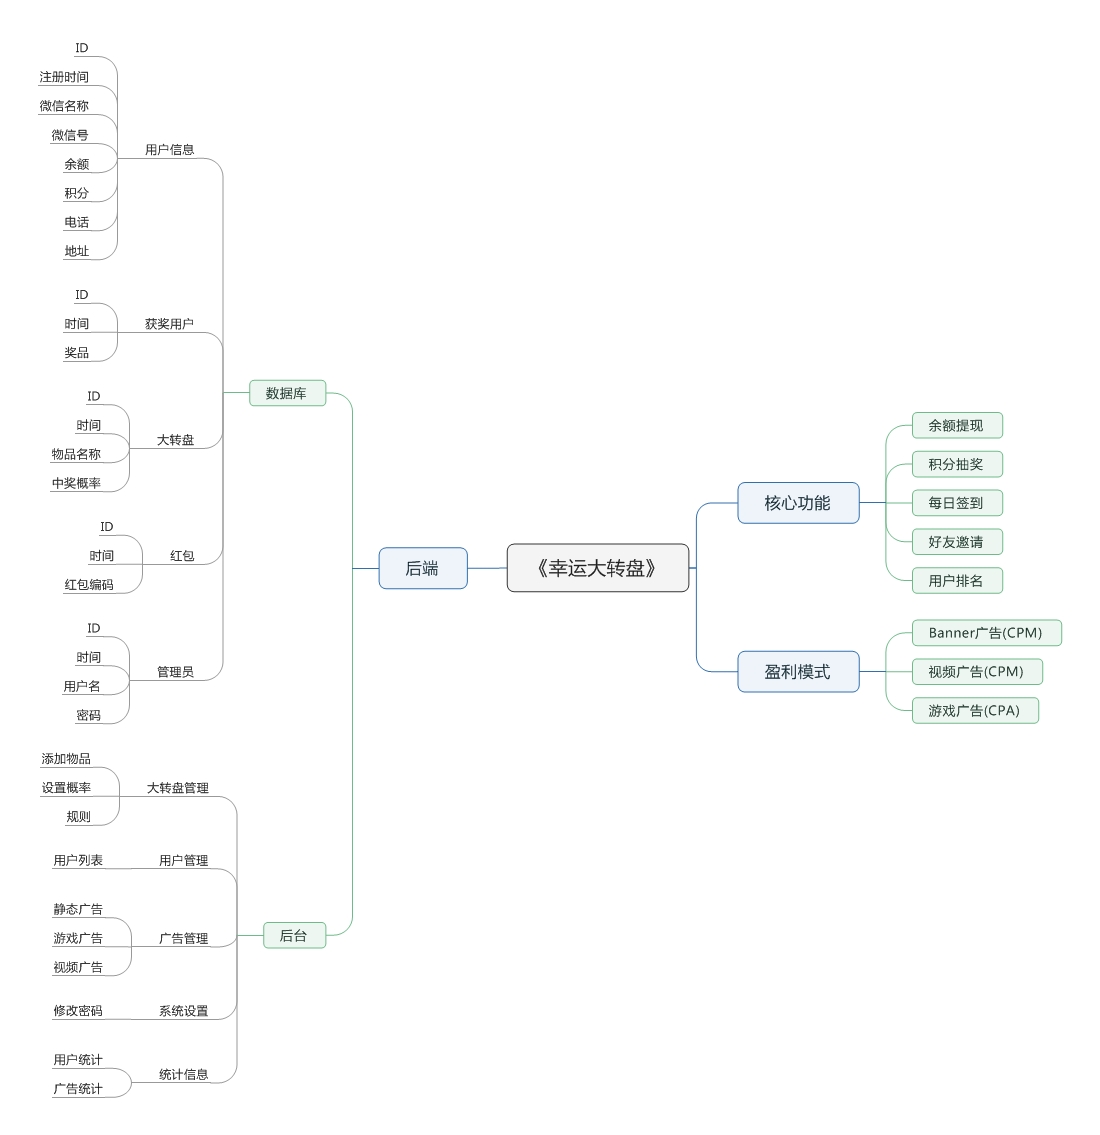 《幸运大转盘》
核心功能
余额提现
积分抽奖
每日签到
好友邀请
用户排名
盈利模式
Banner广告(CPM)
视频广告(CPM)
游戏广告(CPA)
后端
数据库
用户信息
ID
注册时间
微信名称
微信号
余额
积分
电话
地址
获奖用户
ID
时间
奖品
大转盘
ID
时间
物品名称
中奖概率
红包
ID
时间
红包编码
管理员
ID
时间
用户名
密码
后台
大转盘管理
添加物品
设置概率
规则
用户管理
用户列表
广告管理
静态广告
游戏广告
视频广告
系统设置
修改密码
统计信息
用户统计
广告统计